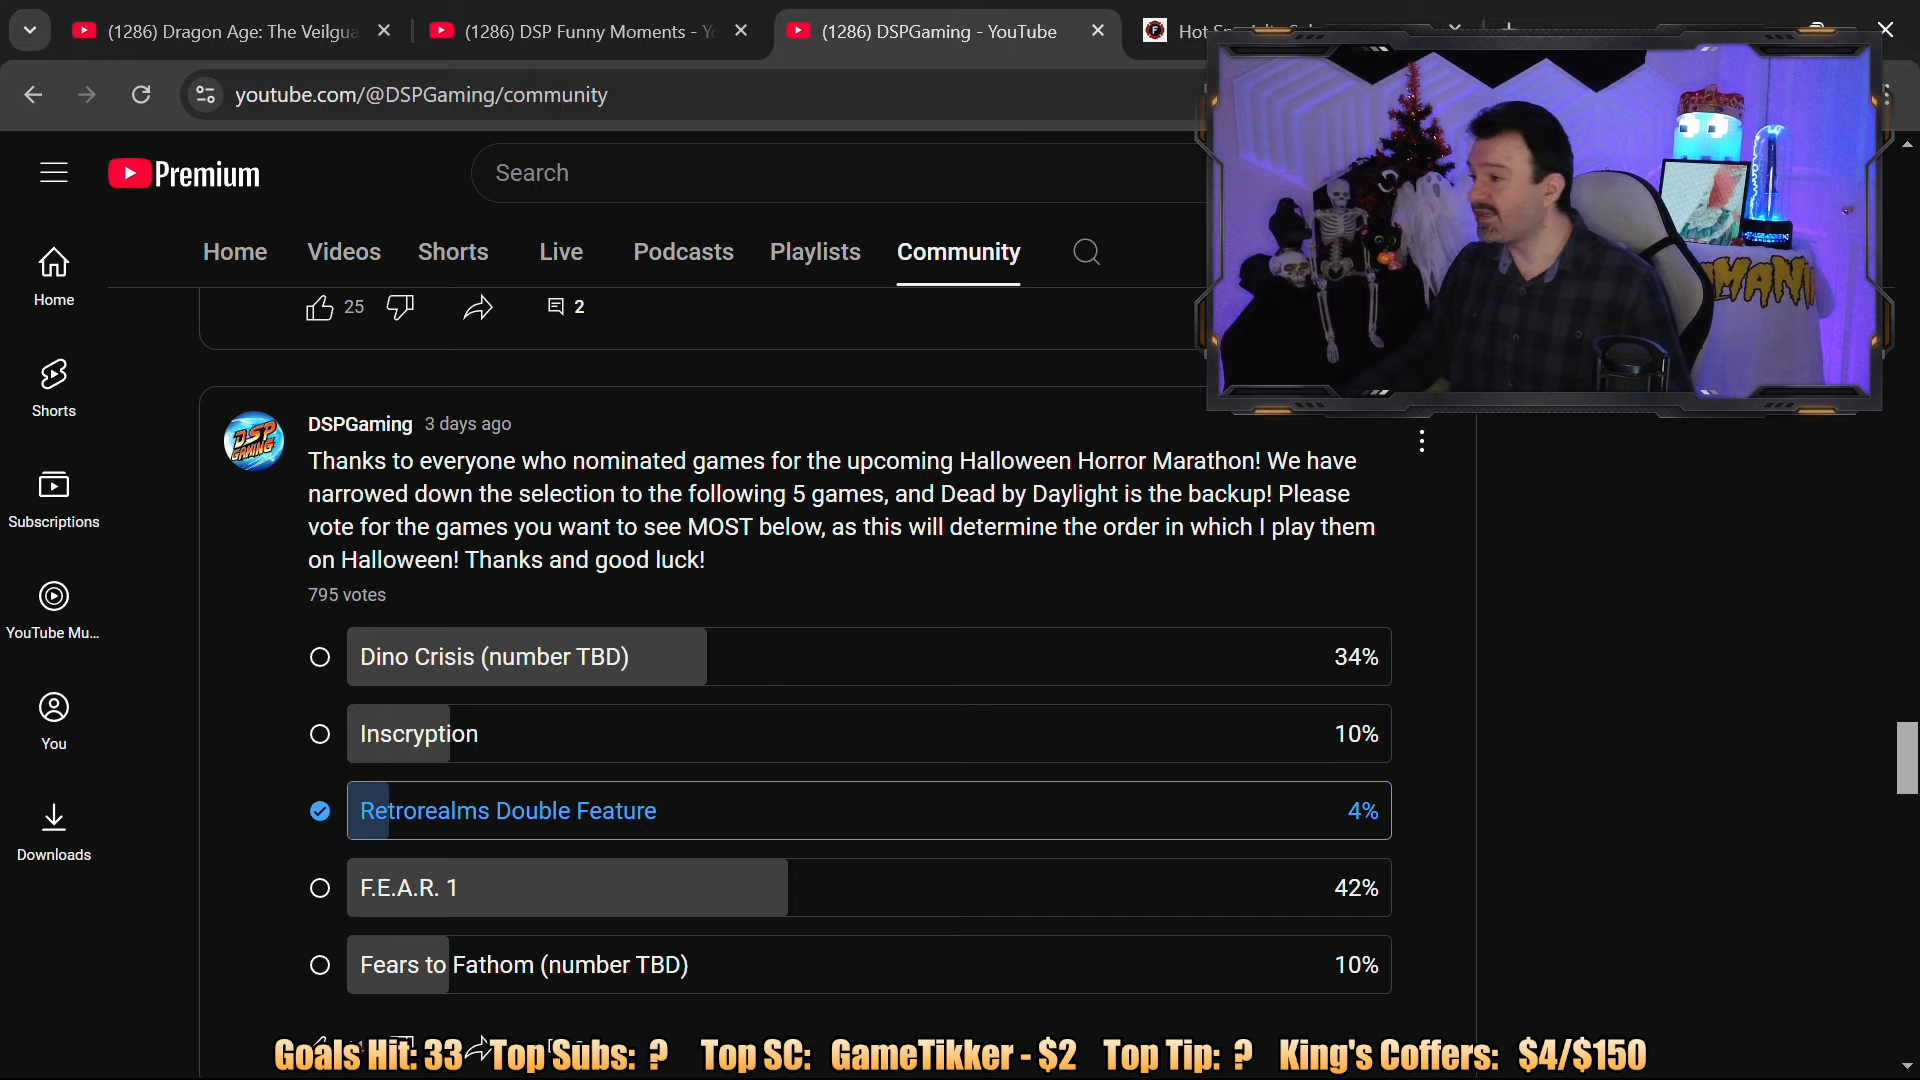 (1286) Dragon Age: The Veilgua
(1286) DSP Funny Moments - Yo
(1286) DSPGaming - YouTube
Hot
youtube.com/@DSPGaming/community
Premium
Search
Home Videos Shorts Live Podcasts Playlists Community
25 2
Home
Shorts
Subscriptions
YouTube Mu...
You
Downloads
DSP GAMING
DSPGaming 3 days ago
Thanks to everyone who nominated games for the upcoming Halloween Horror Marathon! We have
narrowed down the selection to the following 5 games, and Dead by Daylight is the backup! Please
vote for the games you want to see MOST below, as this will determine the order in which I play them
on Halloween! Thanks and good luck!
795 votes
Dino Crisis (number TBD) 34%
Inscryption 10%
Retrorealms Double Feature 4%
F.E.A.R. 1 42%
Fears to Fathom (number TBD) 10%
Goals Hit: 33 Top Subs: ? Top SC: GameTikker - $2 Top Tip: ? King's Coffers: $4/$150